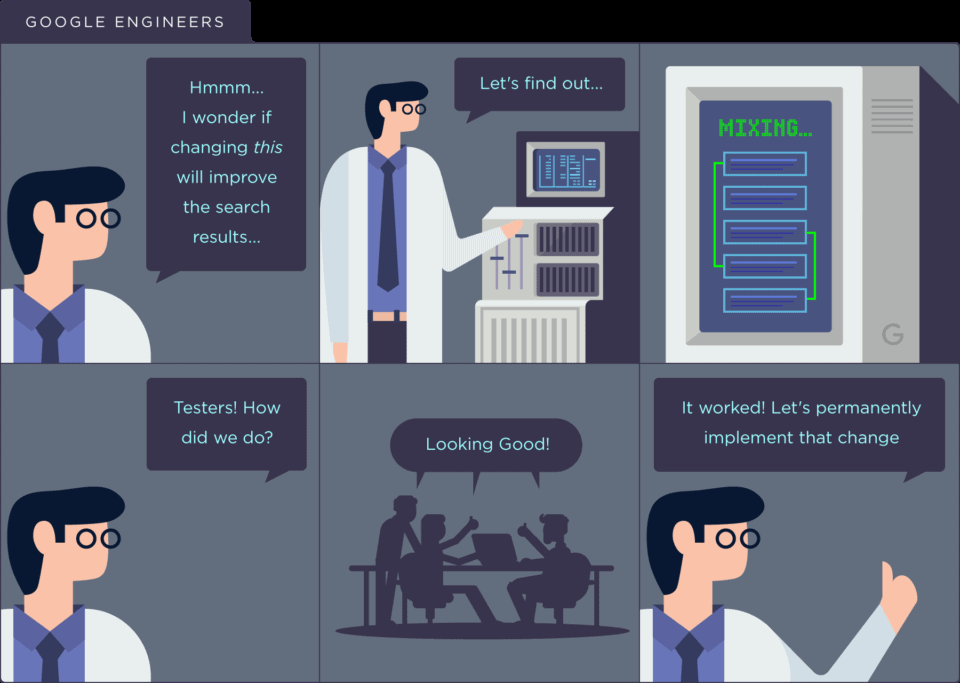 GOOGLE ENGINEERS
Hmmm...
I wonder if
changing this
will improve
the search
results...
Let's find out...
MIXING...
G
Testers! How
did we do?
Looking Good!
It worked! Let's permanently
implement that change